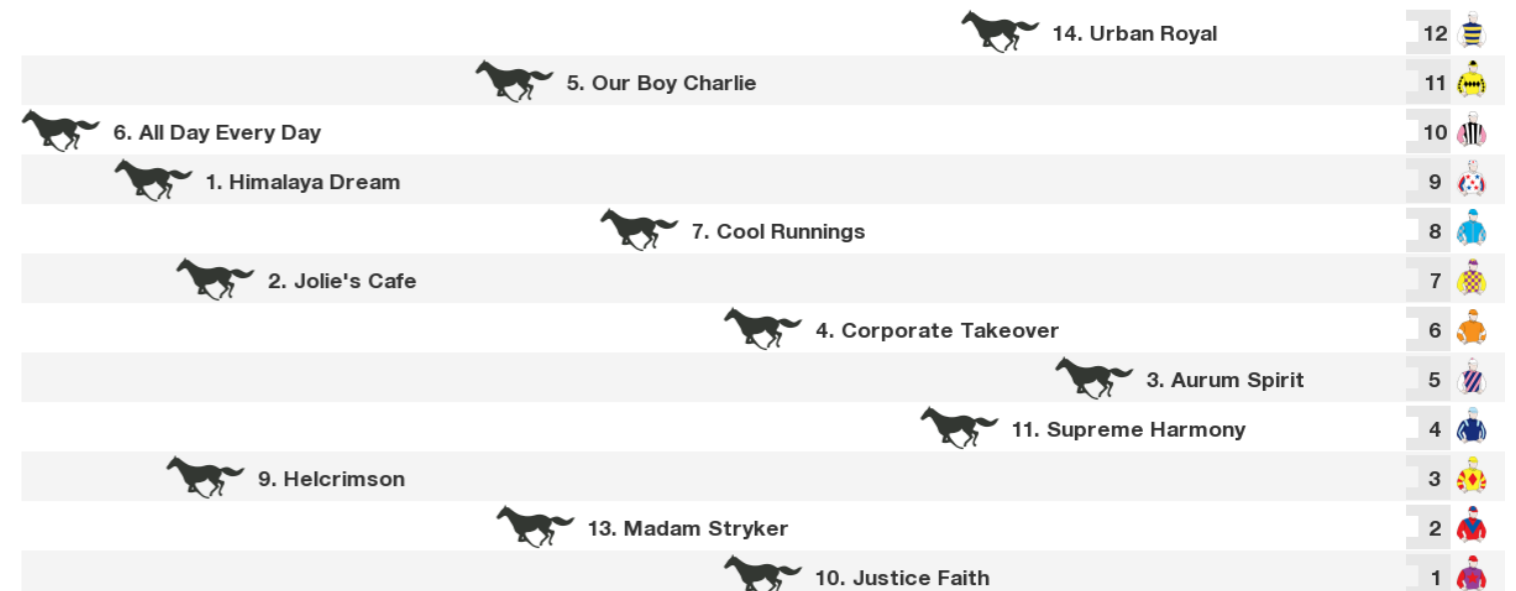 14. Urban Royal 12
5. Our Boy Charlie 11
6. All Day Every Day 10
1. Himalaya Dream 9
7. Cool Runnings 8
2. Jolie's Cafe 7
4. Corporate Takeover 6
3. Aurum Spirit 5
11. Supreme Harmony 4
9. Helcrimson 3
13. Madam Stryker 2
10. Justice Faith 1